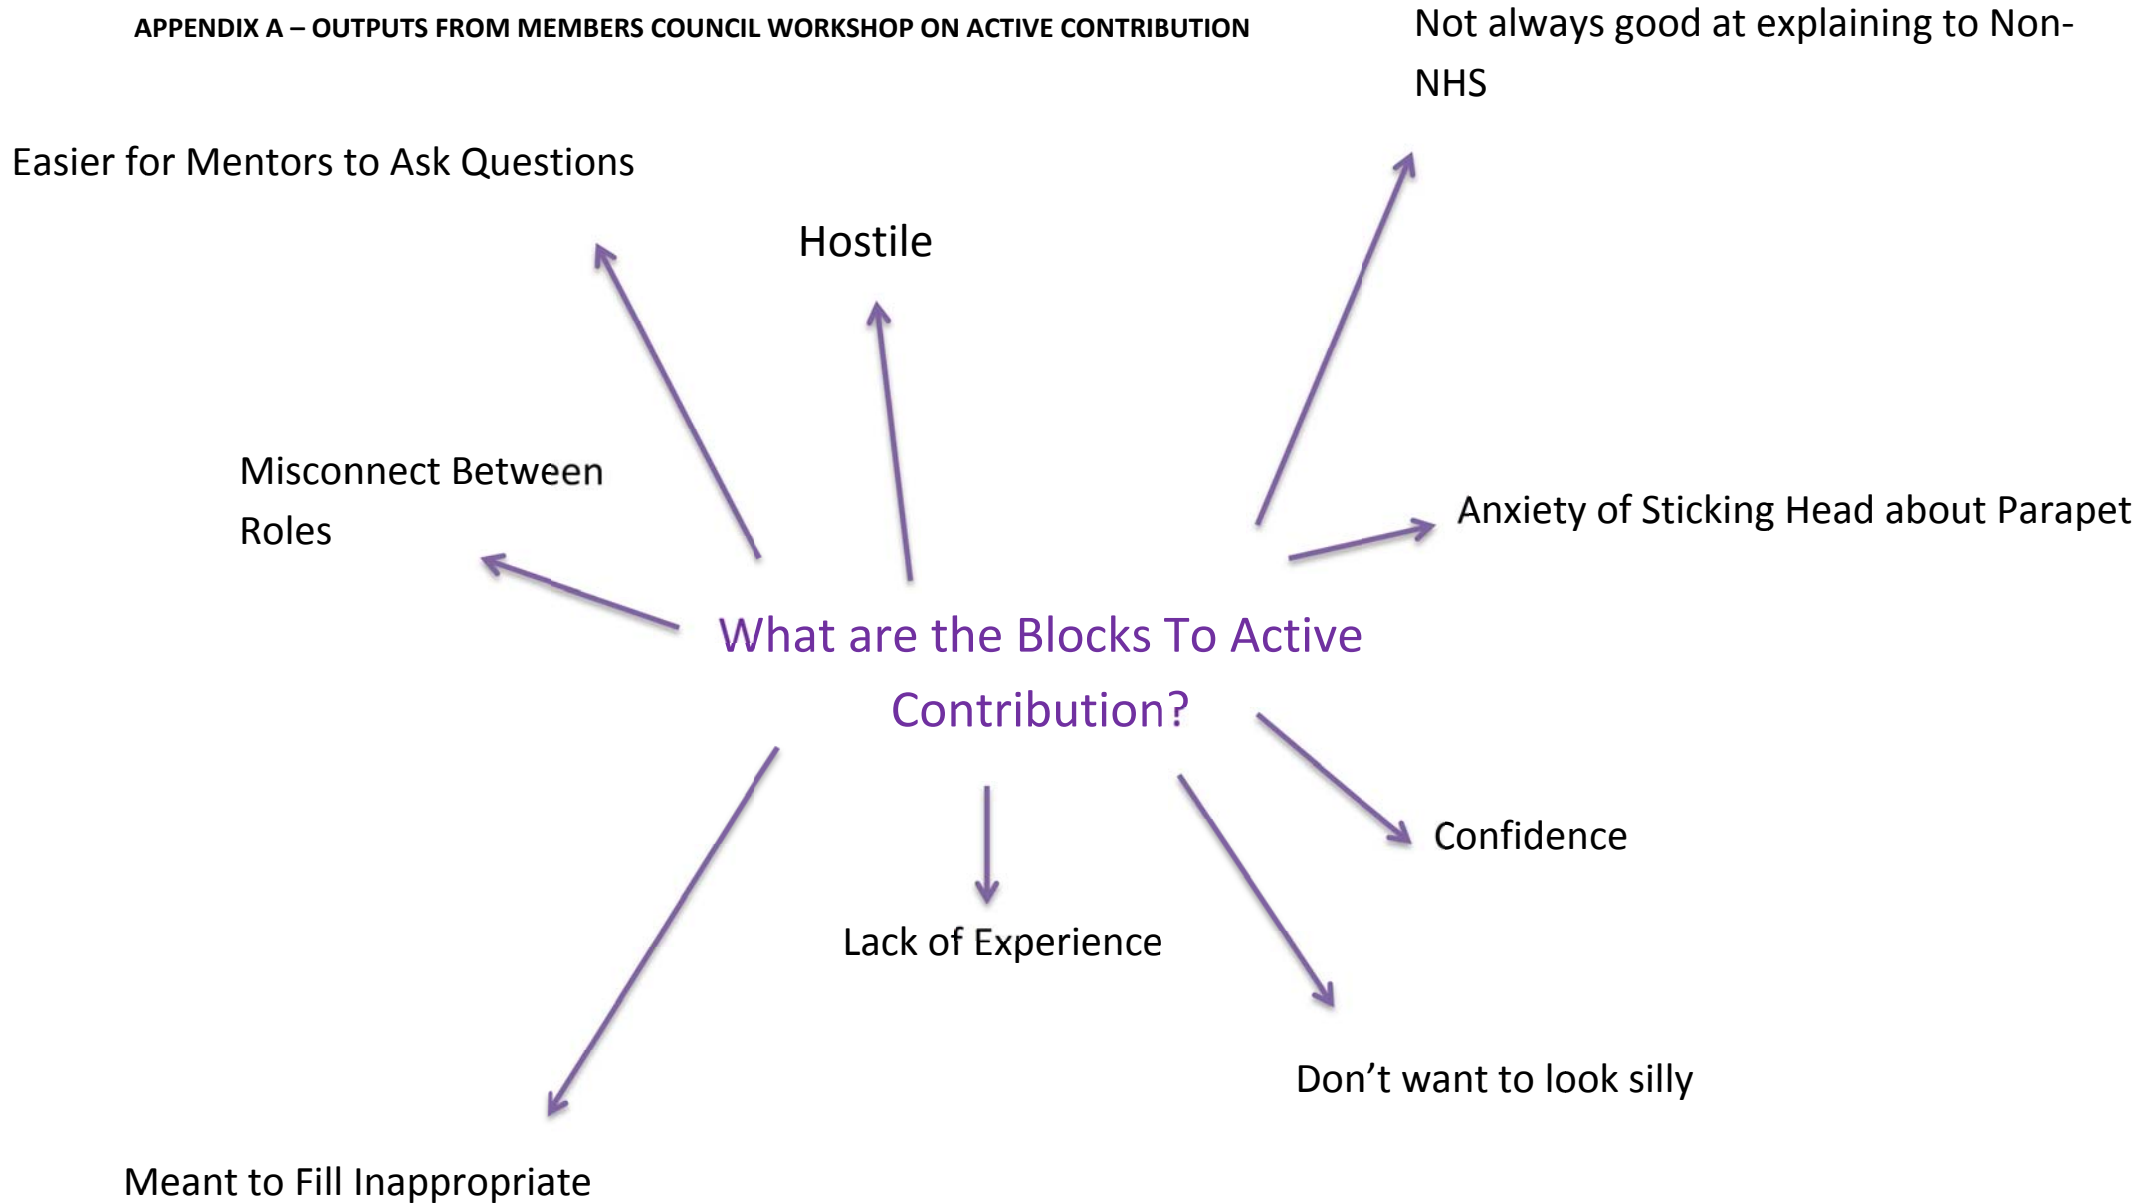 APPENDIX A – OUTPUTS FROM MEMBERS COUNCIL WORKSHOP ON ACTIVE CONTRIBUTION
Not always good at explaining to Non-
NHS
Easier for Mentors to Ask Questions
Hostile
Misconnect Between
Roles
Anxiety of Sticking Head about Parapet
What are the Blocks To Active
Contribution?
Confidence
Lack of Experience
Don’t want to look silly
Meant to Fill Inappropriate